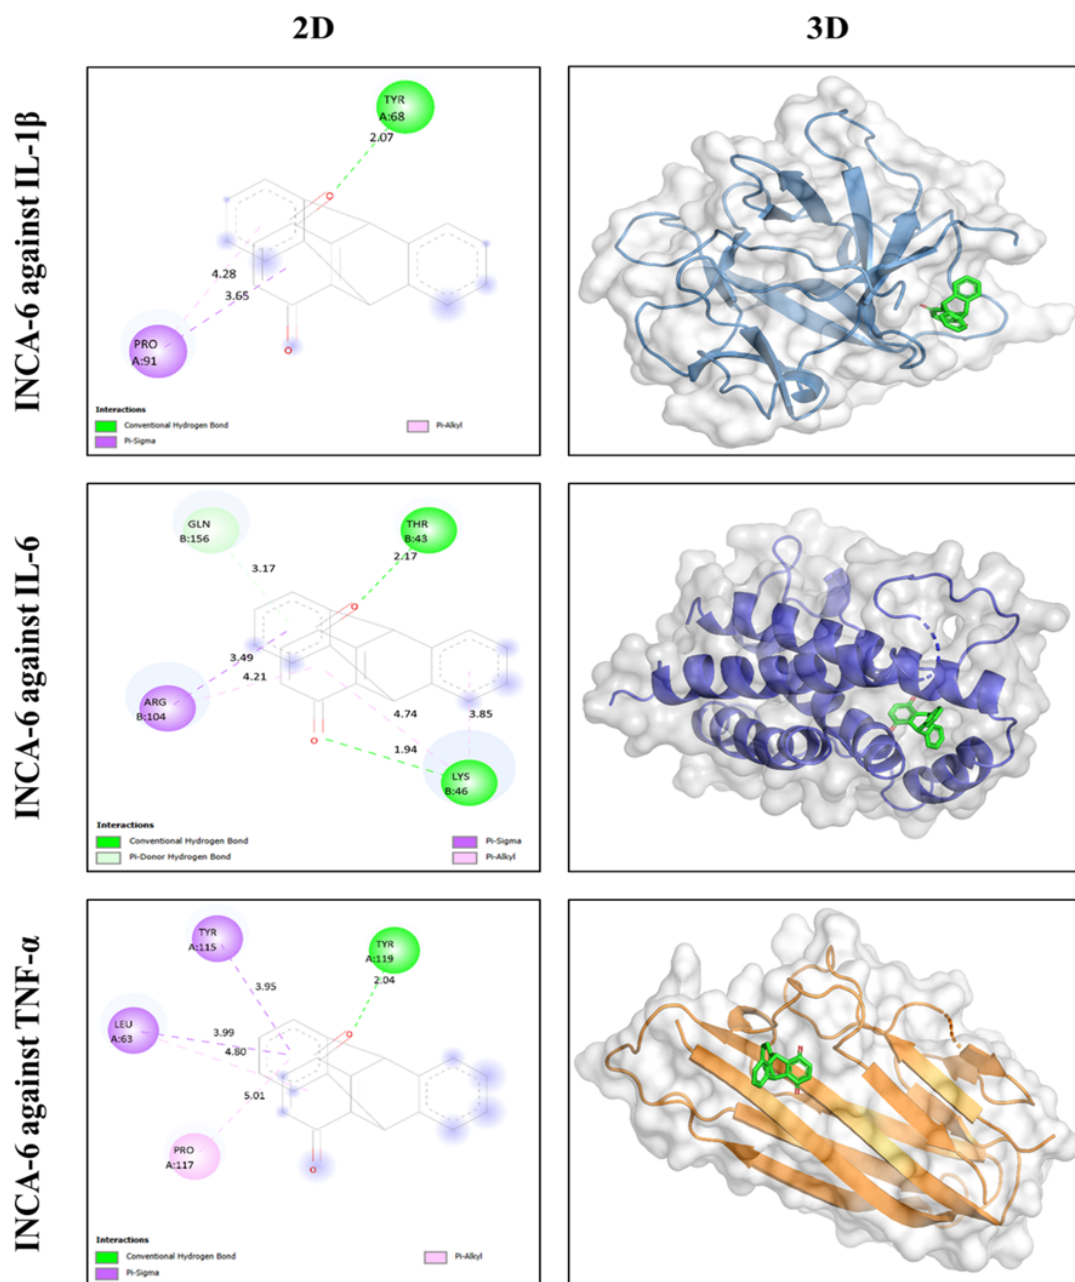 2D
3D
INCA-6 against IL-1β
TYR
A:68
2.07
O
4.28
3.65
PRO
A:91
O
Interactions
Conventional Hydrogen Bond
Pi-Sigma
Pi-Alkyl
INCA-6 against IL-6
GLN
B:156
THR
B:43
3.17
2.17
O
3.49
4.21
ARG
B:104
4.74
3.85
O
1.94
LYS
B:46
Interactions
Conventional Hydrogen Bond
Pi-Donor Hydrogen Bond
Pi-Sigma
Pi-Alkyl
INCA-6 against TNF-α
TYR
A:115
TYR
A:119
2.04
3.95
LEU
A:63
3.99
4.80
O
5.01
PRO
A:117
O
Interactions
Conventional Hydrogen Bond
Pi-Sigma
Pi-Alkyl